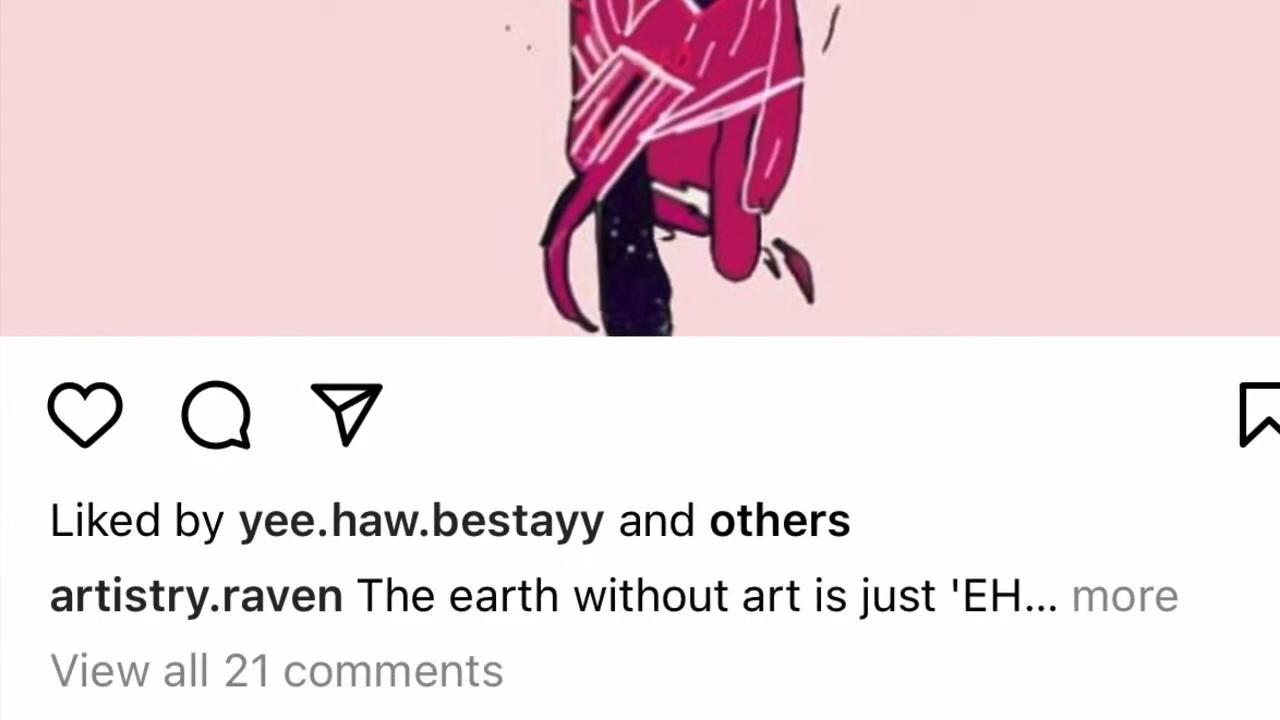 Liked by yee.haw.bestayy and others
artistry.raven The earth without art is just 'EH... more
View all 21 comments